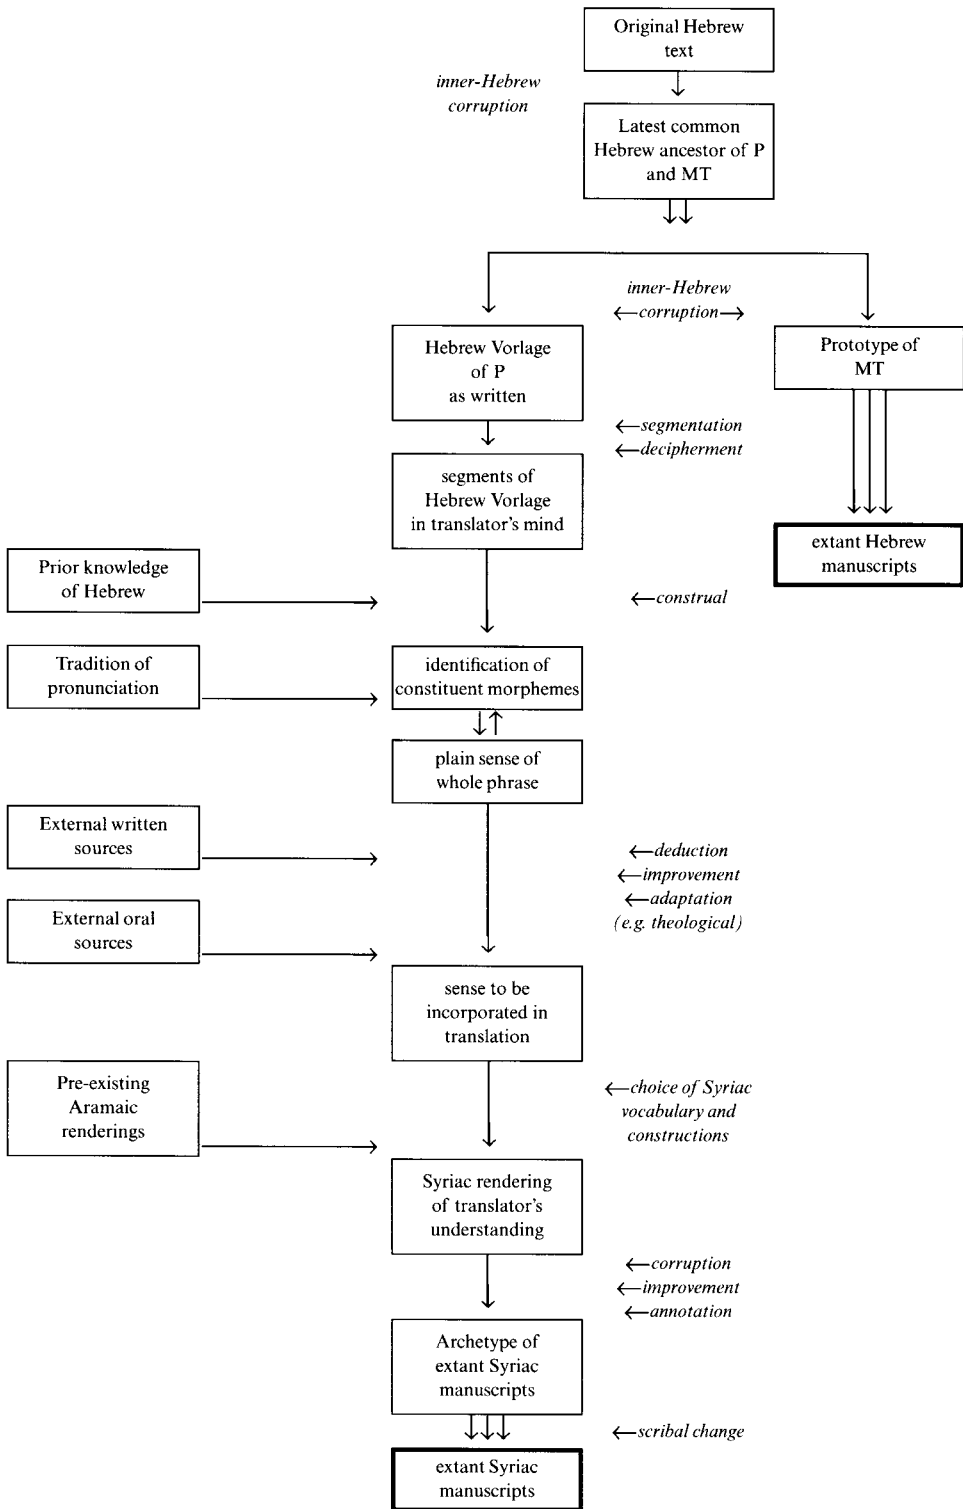 Original Hebrew
text
inner-Hebrew
corruption
Latest common
Hebrew ancestor of P
and MT
inner-Hebrew
←corruption→
Hebrew Vorlage
of P
as written
Prototype of
MT
←segmentation
←decipherment
segments of
Hebrew Vorlage
in translator's mind
extant Hebrew
manuscripts
Prior knowledge
of Hebrew
←construal
Tradition of
pronunciation
identification of
constituent morphemes
plain sense of
whole phrase
External written
sources
←deduction
←improvement
←adaptation
(e.g. theological)
External oral
sources
sense to be
incorporated in
translation
Pre-existing
Aramaic
renderings
←choice of Syriac
vocabulary and
constructions
Syriac rendering
of translator's
understanding
←corruption
←improvement
←annotation
Archetype of
extant Syriac
manuscripts
←scribal change
extant Syriac
manuscripts